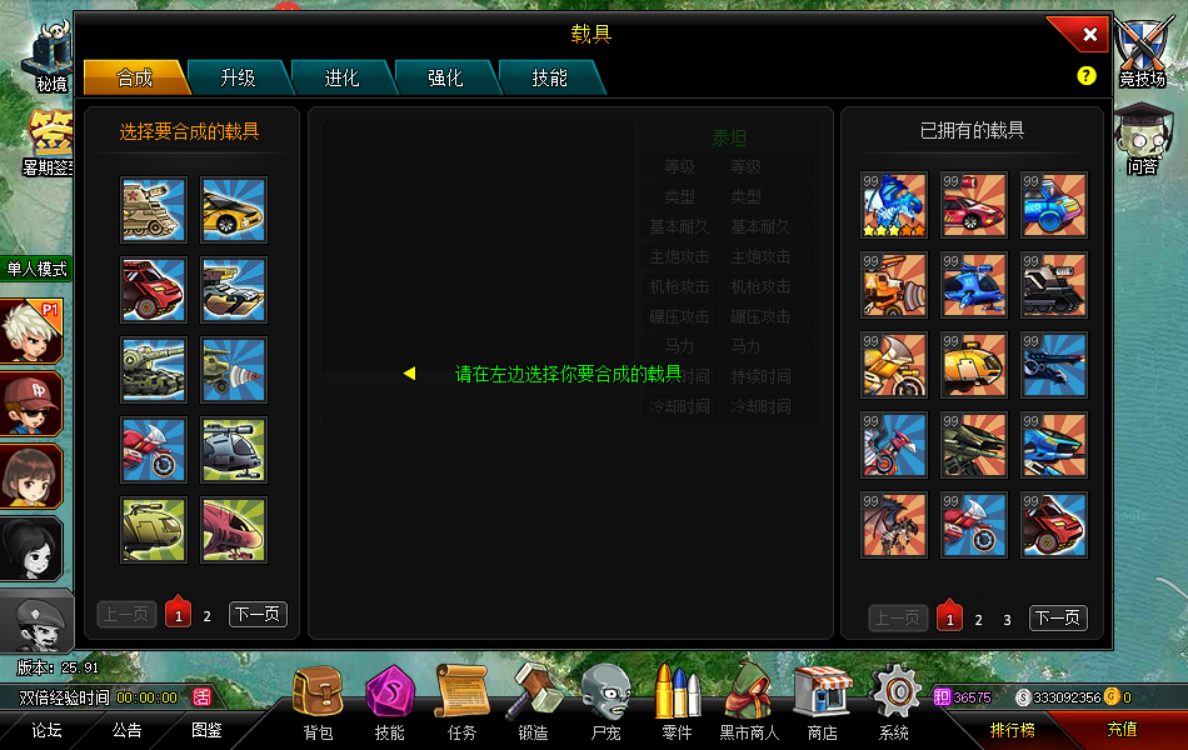 载具
合成 升级 进化 强化 技能
?
选择要合成的载具
已拥有的载具
泰坦
等级 等级
类型 类型
基本耐久 基本耐久
主炮攻击 主炮攻击
机枪攻击 机枪攻击
碾压攻击 碾压攻击
马力 马力
请在左边选择你要合成的载具
时间 持续时间
冷却时间 冷却时间
99 99 99
99 99 99
99 99 99
99 99 99
99 99 99
上一页 1 2 下一页
上一页 1 2 3 下一页
秘境
签
暑期签到
单人模式
P1
竞技场
问答
版本: 25.91
双倍经验时间 00:00:00 活
论坛 公告 图鉴
背包 技能 任务 锻造 尸宠 零件 黑市商人 商店 系统
积 36575 S 333092356 G 0
排行榜 充值